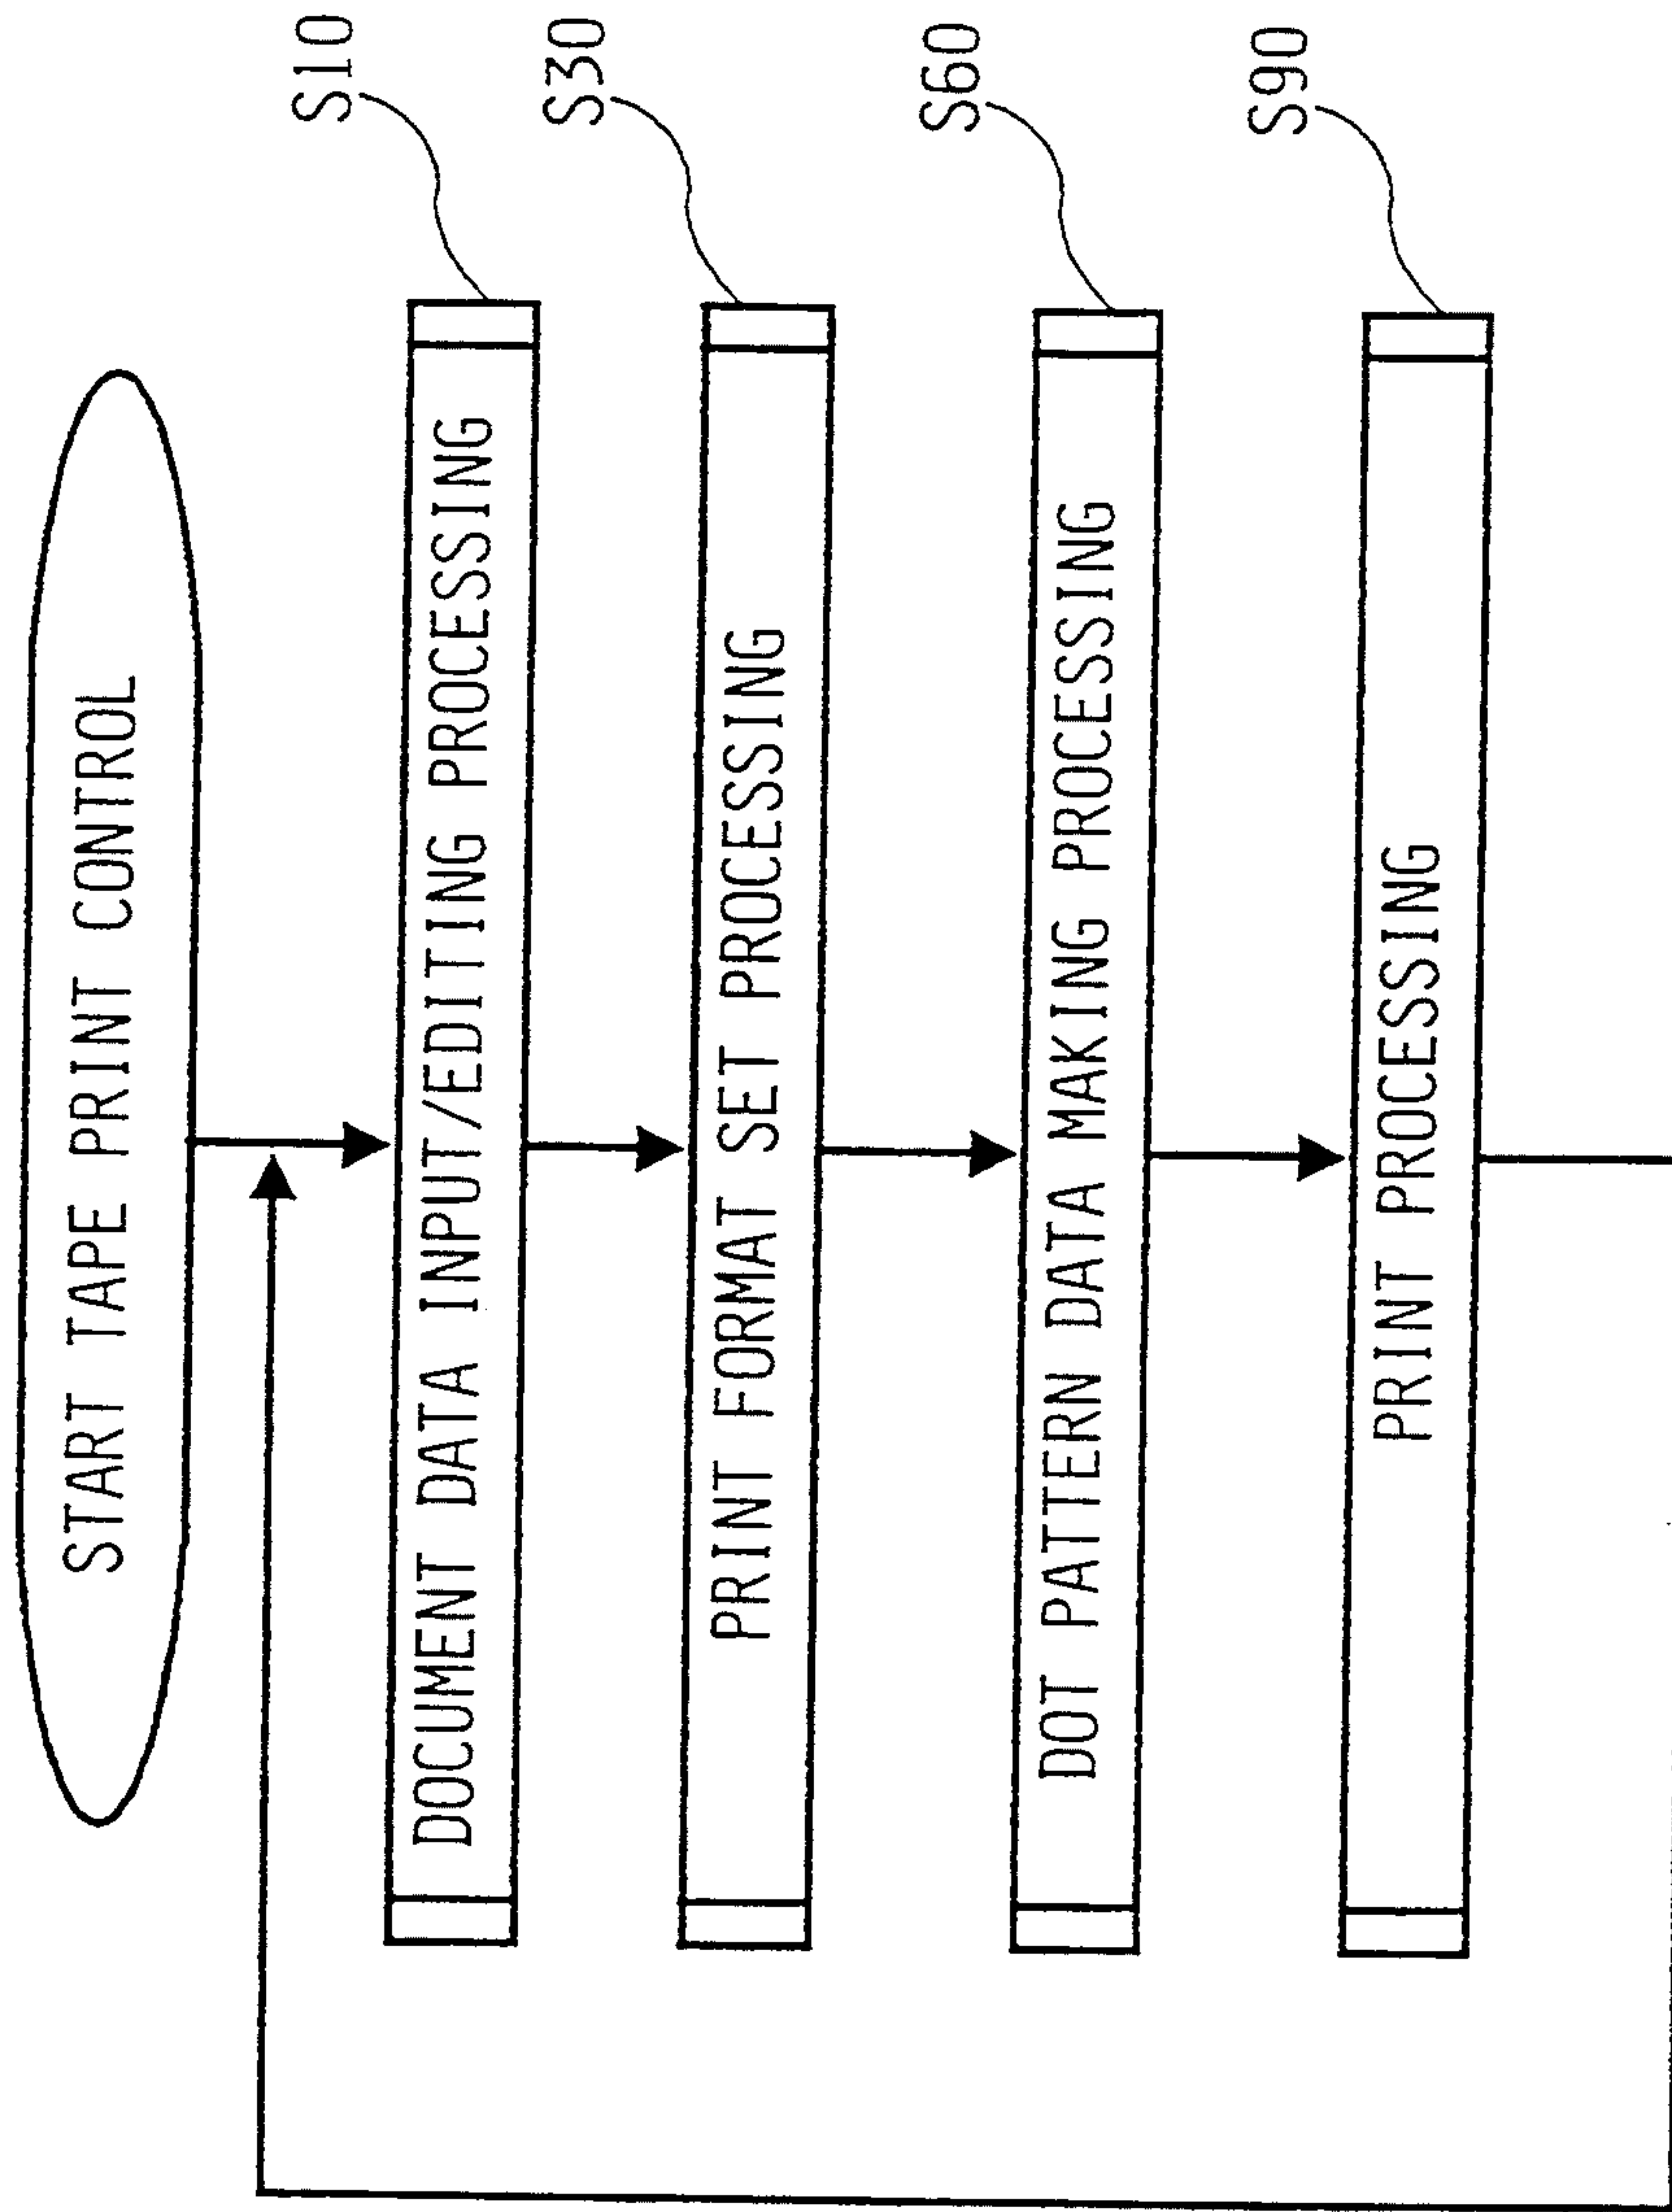 START TAPE PRINT CONTROL
S10
DOCUMENT DATA INPUT/EDITING PROCESSING
S30
PRINT FORMAT SET PROCESSING
S60
DOT PATTERN DATA MAKING PROCESSING
S90
PRINT PROCESSING